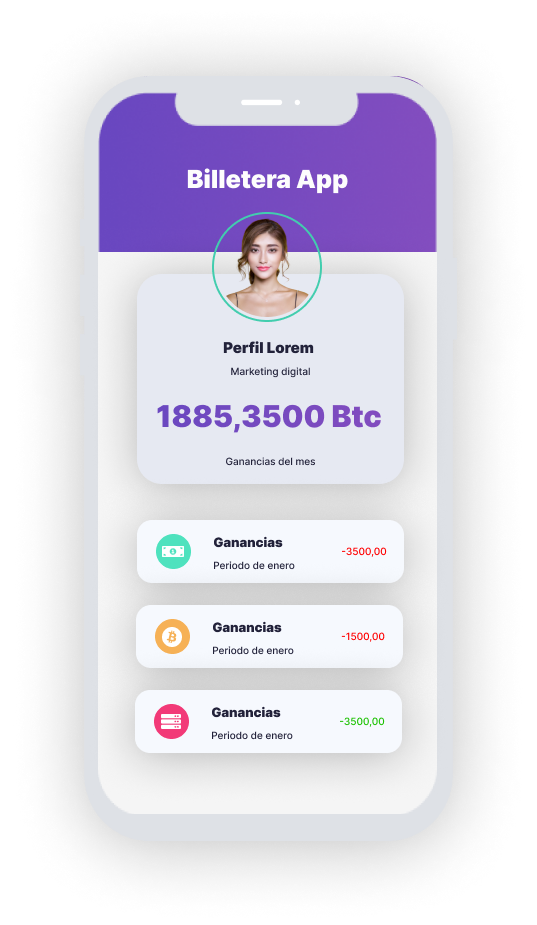 Billetera App
Perfil Lorem
Marketing digital
1885,3500 Btc
Ganancias del mes
Ganancias
Periodo de enero
-3500,00
Ganancias
Periodo de enero
-1500,00
Ganancias
Periodo de enero
-3500,00